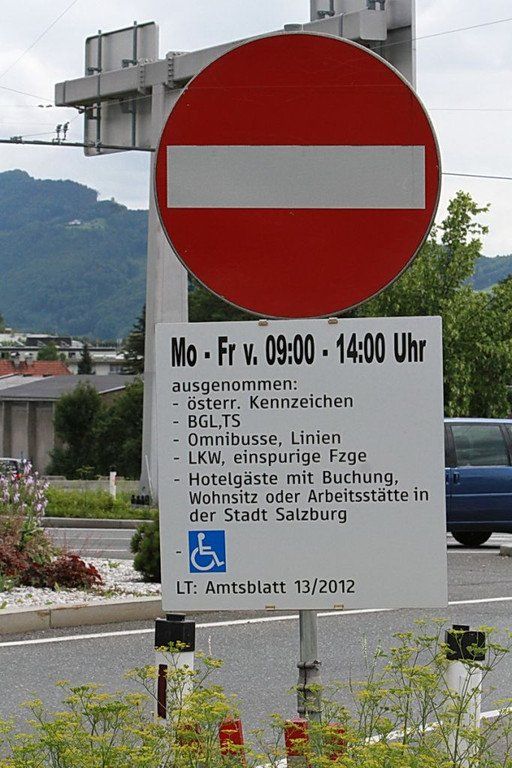 Mo - Fr v. 09:00 - 14:00 Uhr
ausgenommen:
- österr. Kennzeichen
- BGL,TS
- Omnibusse, Linien
- LKW, einspurige Fzge
- Hotelgäste mit Buchung,
Wohnsitz oder Arbeitsstätte in
der Stadt Salzburg
-
LT: Amtsblatt 13/2012